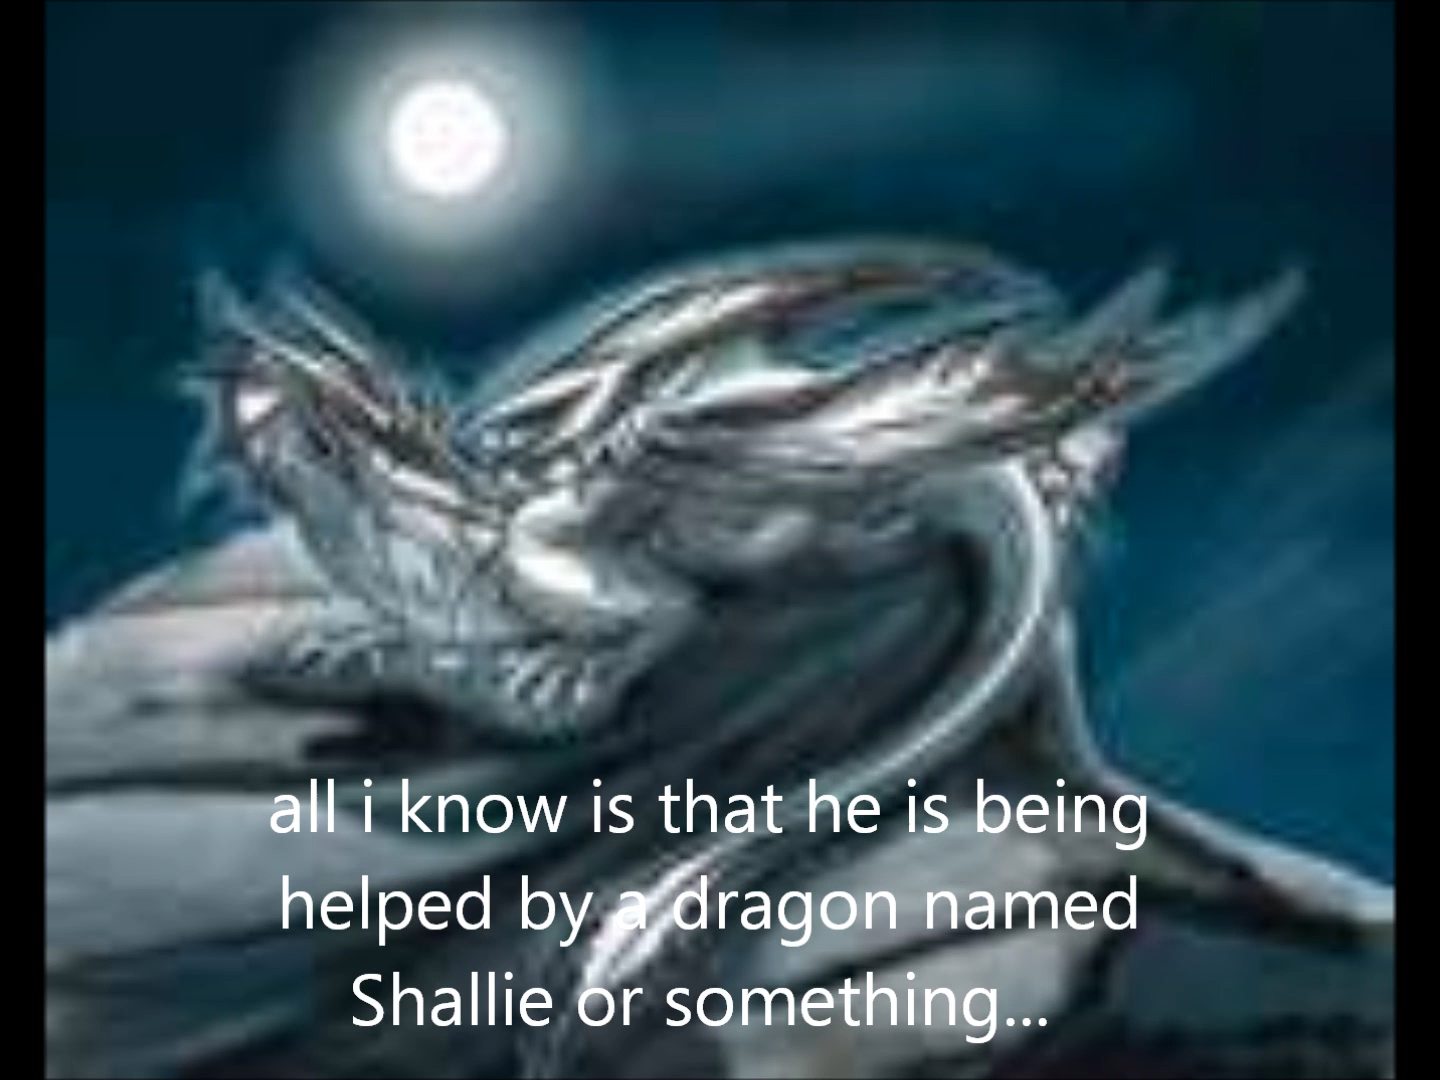 all i know is that he is being
helped by a dragon named
Shallie or something...